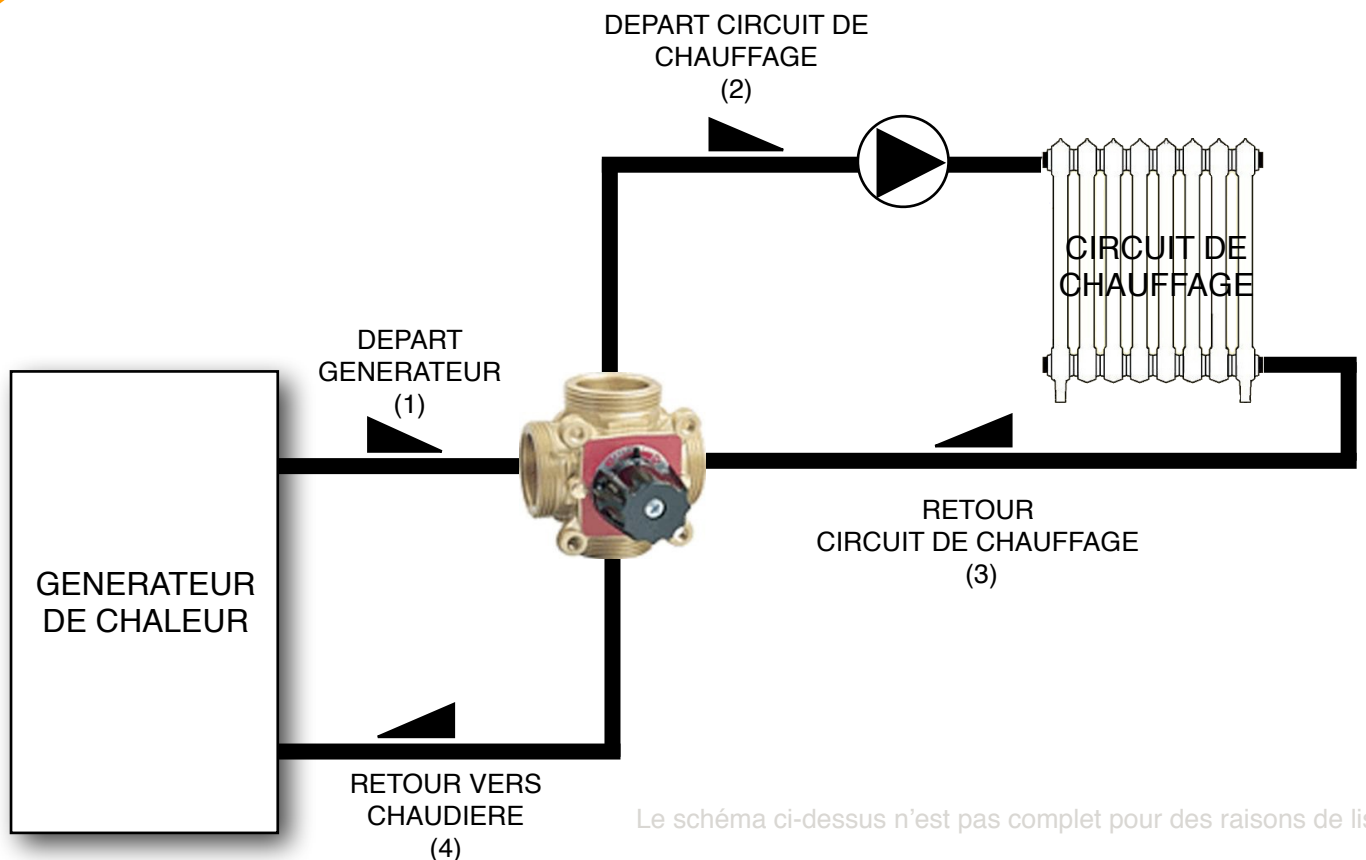 DEPART CIRCUIT DE
CHAUFFAGE
(2)
CIRCUIT DE
CHAUFFAGE
DEPART
GENERATEUR
(1)
RETOUR
CIRCUIT DE CHAUFFAGE
(3)
GENERATEUR
DE CHALEUR
RETOUR VERS
CHAUDIERE
(4)
Le schéma ci-dessus n'est pas complet pour des raisons de lis